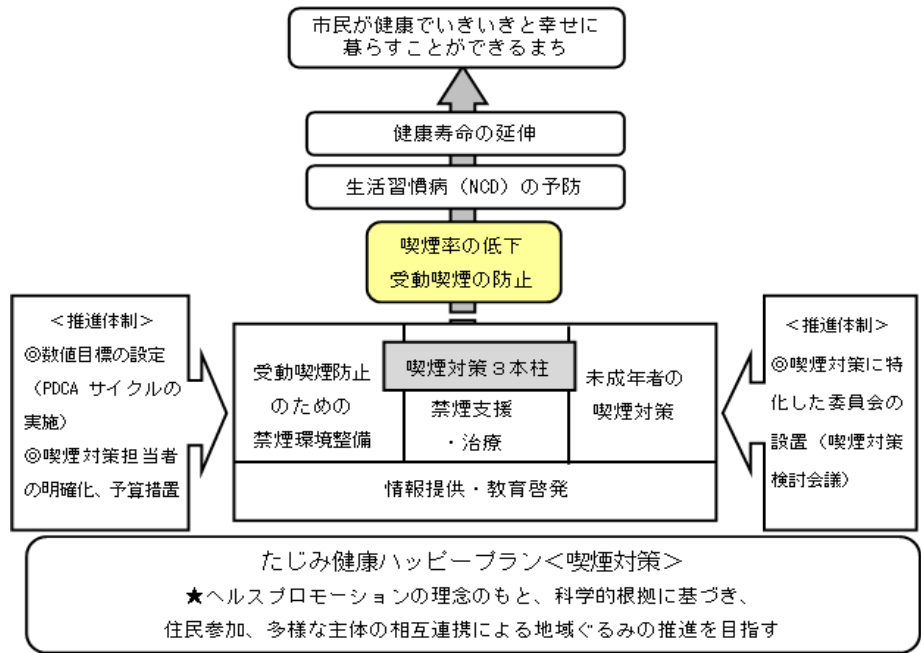 市民が健康でいきいきと幸せに
暮らすことができるまち
健康寿命の延伸
生活習慣病（NCD）の予防
喫煙率の低下
受動喫煙の防止
＜推進体制＞
◎数値目標の設定
（PDCA サイクルの
実施）
◎喫煙対策担当者
の明確化、予算措置
喫煙対策３本柱
受動喫煙防止
のための
禁煙環境整備
禁煙支援
・治療
未成年者の
喫煙対策
情報提供・教育啓発
＜推進体制＞
◎喫煙対策に特
化した委員会の
設置（喫煙対策
検討会議）
たじみ健康ハッピープラン＜喫煙対策＞
★ヘルスプロモーションの理念のもと、科学的根拠に基づき、
住民参加、多様な主体の相互連携による地域ぐるみの推進を目指す